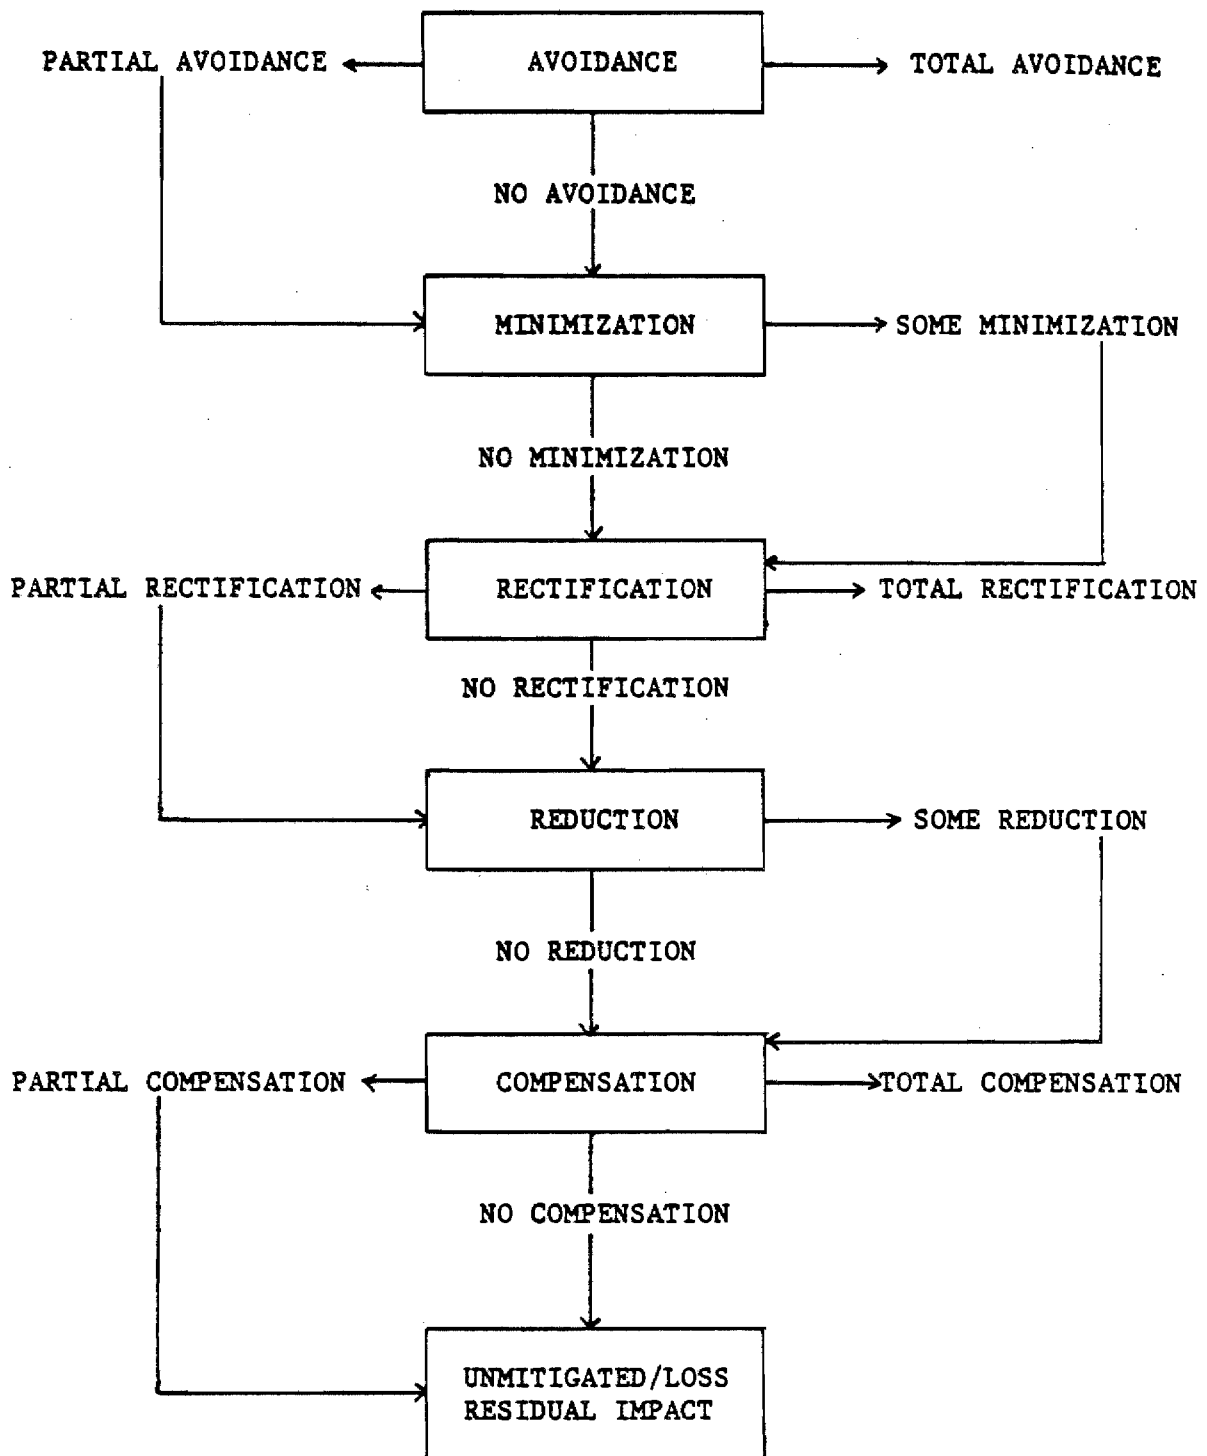 PARTIAL AVOIDANCE
AVOIDANCE
TOTAL AVOIDANCE
NO AVOIDANCE
MINIMIZATION
SOME MINIMIZATION
NO MINIMIZATION
PARTIAL RECTIFICATION
RECTIFICATION
TOTAL RECTIFICATION
NO RECTIFICATION
REDUCTION
SOME REDUCTION
NO REDUCTION
PARTIAL COMPENSATION
COMPENSATION
TOTAL COMPENSATION
NO COMPENSATION
UNMITIGATED/LOSS
RESIDUAL IMPACT